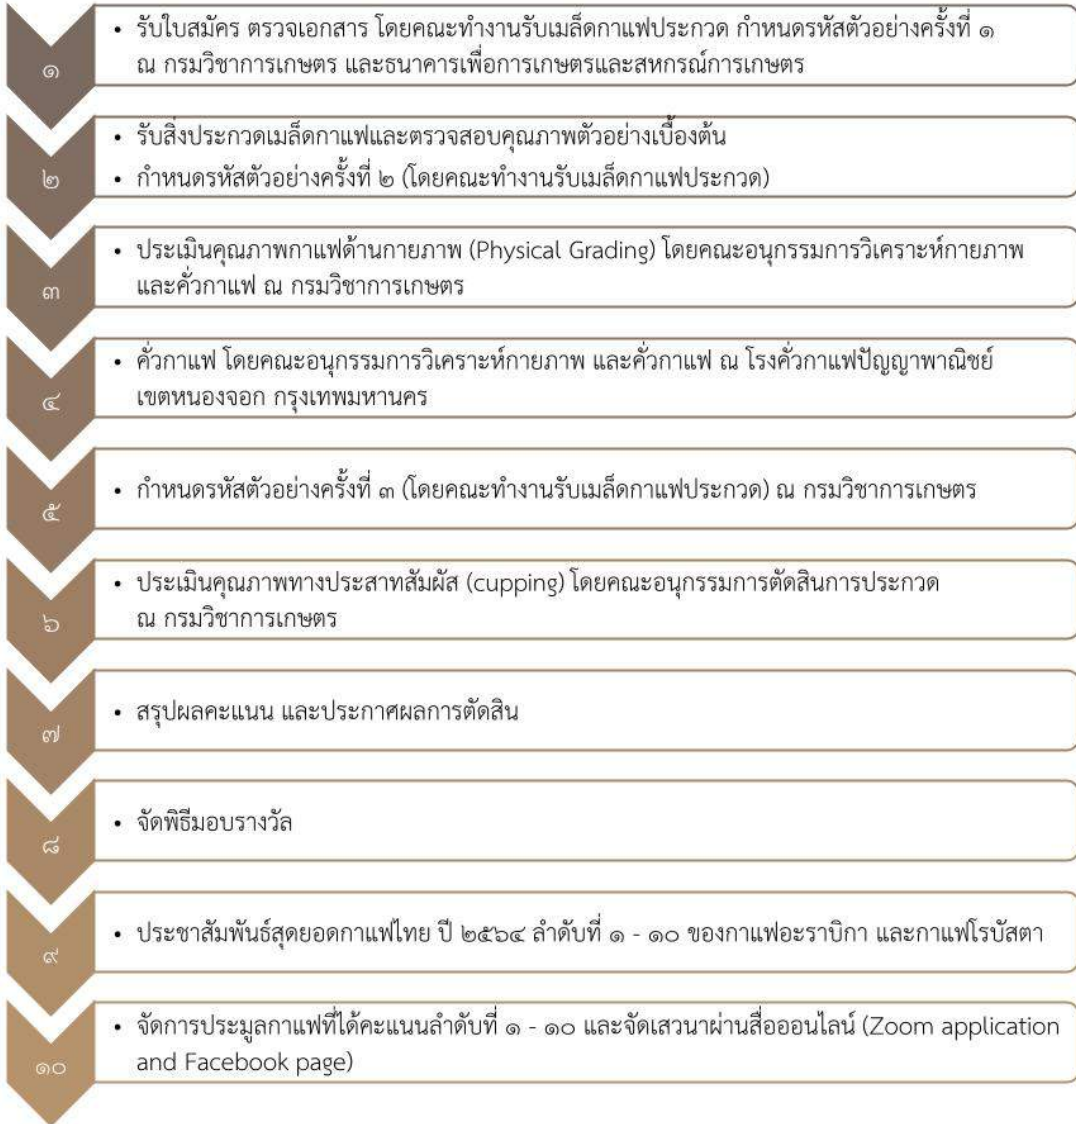 ๑
• รับใบสมัคร ตรวจเอกสาร โดยคณะทำงานรับเมล็ดกาแฟประกวด กำหนดรหัสตัวอย่างครั้งที่ ๑
ณ กรมวิชาการเกษตร และธนาคารเพื่อการเกษตรและสหกรณ์การเกษตร
๒
• รับสิ่งประกวดเมล็ดกาแฟและตรวจสอบคุณภาพตัวอย่างเบื้องต้น
• กำหนดรหัสตัวอย่างครั้งที่ ๒ (โดยคณะทำงานรับเมล็ดกาแฟประกวด)
๓
• ประเมินคุณภาพกาแฟด้านกายภาพ (Physical Grading) โดยคณะอนุกรรมการวิเคราะห์กายภาพ
และคั่วกาแฟ ณ กรมวิชาการเกษตร
๔
• คั่วกาแฟ โดยคณะอนุกรรมการวิเคราะห์กายภาพ และคั่วกาแฟ ณ โรงคั่วกาแฟปัญญาพาณิชย์
เขตหนองจอก กรุงเทพมหานคร
๕
• กำหนดรหัสตัวอย่างครั้งที่ ๓ (โดยคณะทำงานรับเมล็ดกาแฟประกวด) ณ กรมวิชาการเกษตร
๖
• ประเมินคุณภาพทางประสาทสัมผัส (cupping) โดยคณะอนุกรรมการตัดสินการประกวด
ณ กรมวิชาการเกษตร
๗
• สรุปผลคะแนน และประกาศผลการตัดสิน
๘
• จัดพิธีมอบรางวัล
๙
• ประชาสัมพันธ์สุดยอดกาแฟไทย ปี ๒๕๖๔ ลำดับที่ ๑ - ๑๐ ของกาแฟอะราบิกา และกาแฟโรบัสตา
๑๐
• จัดการประมูลกาแฟที่ได้คะแนนลำดับที่ ๑ - ๑๐ และจัดเสวนาผ่านสื่อออนไลน์ (Zoom application
and Facebook page)